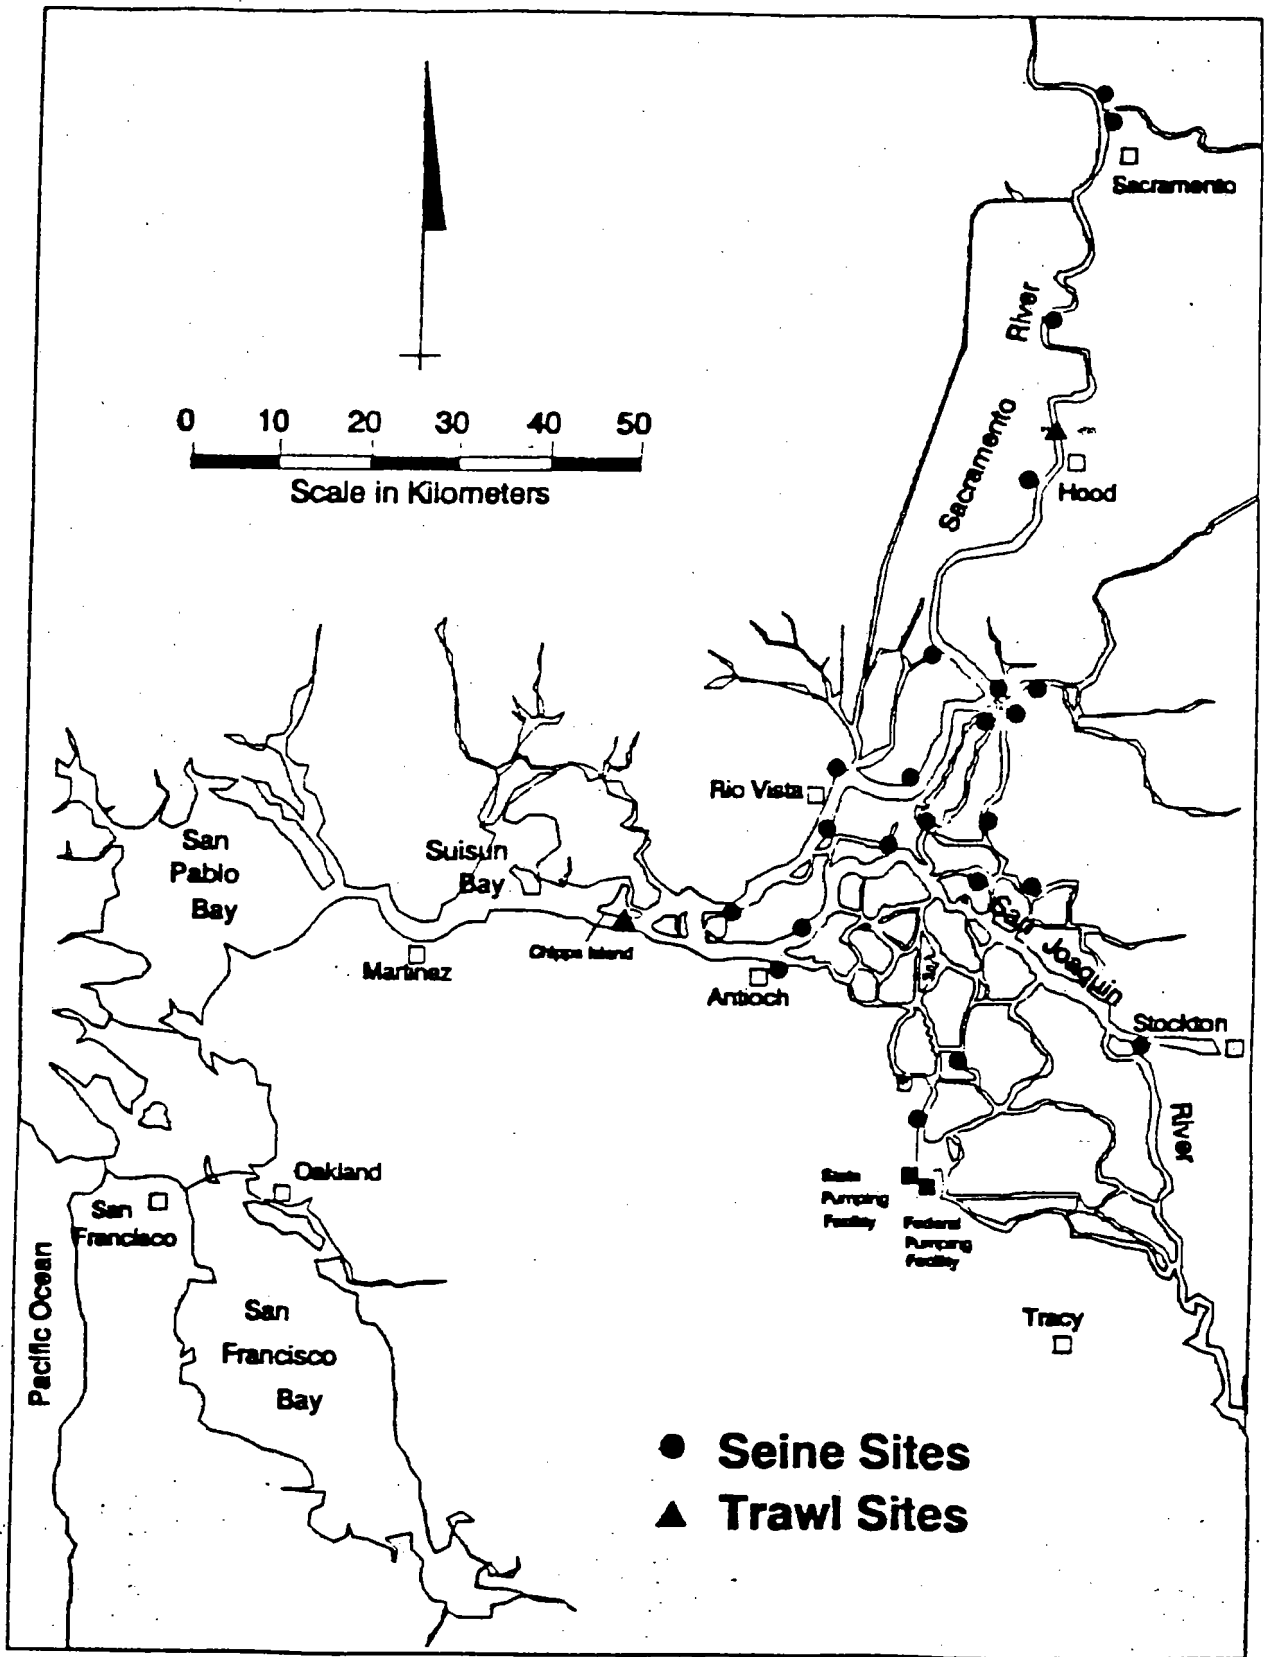 Sacramento
River
Sacramento
0 10 20 30 40 50
Scale in Kilometers
Hood
Rio Vista
San
Pablo
Bay
Suisun
Bay
Chipps Island
Martinez
Antioch
San Joaquin
Stockton
River
Oakland
San
Francisco
State
Pumping
Facility
Federal
Pumping
Facility
Pacific Ocean
San
Francisco
Bay
Tracy
Seine Sites
Trawl Sites